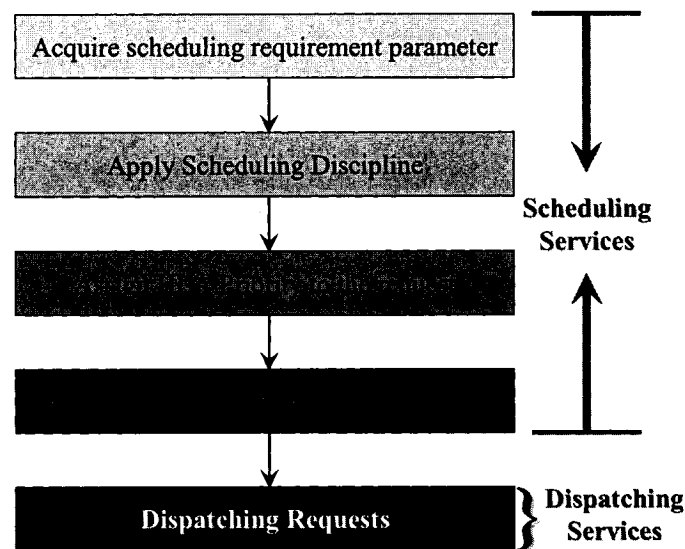 Acquire scheduling requirement parameter
Apply Scheduling Discipline
Scheduling
Services
Dispatching Requests
Dispatching
Services